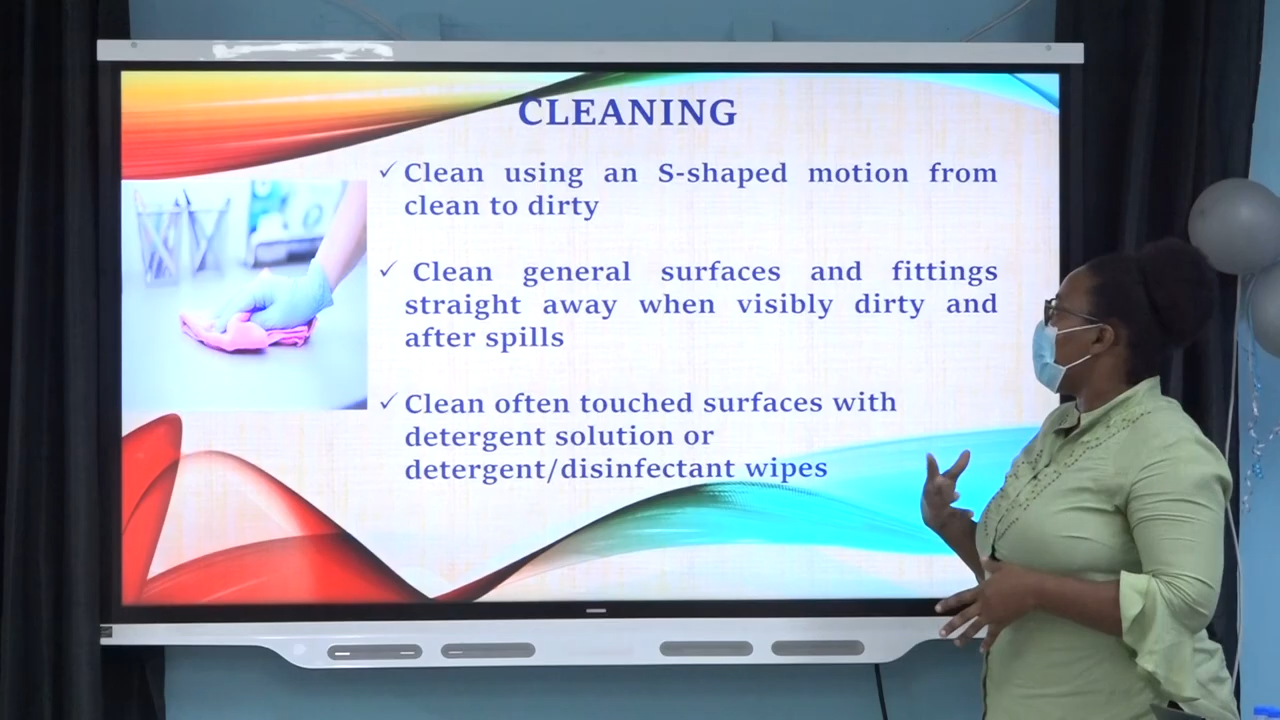 CLEANING
✓ Clean using an S-shaped motion from
clean to dirty
✓ Clean general surfaces and fittings
straight away when visibly dirty and
after spills
✓ Clean often touched surfaces with
detergent solution or
detergent/disinfectant wipes